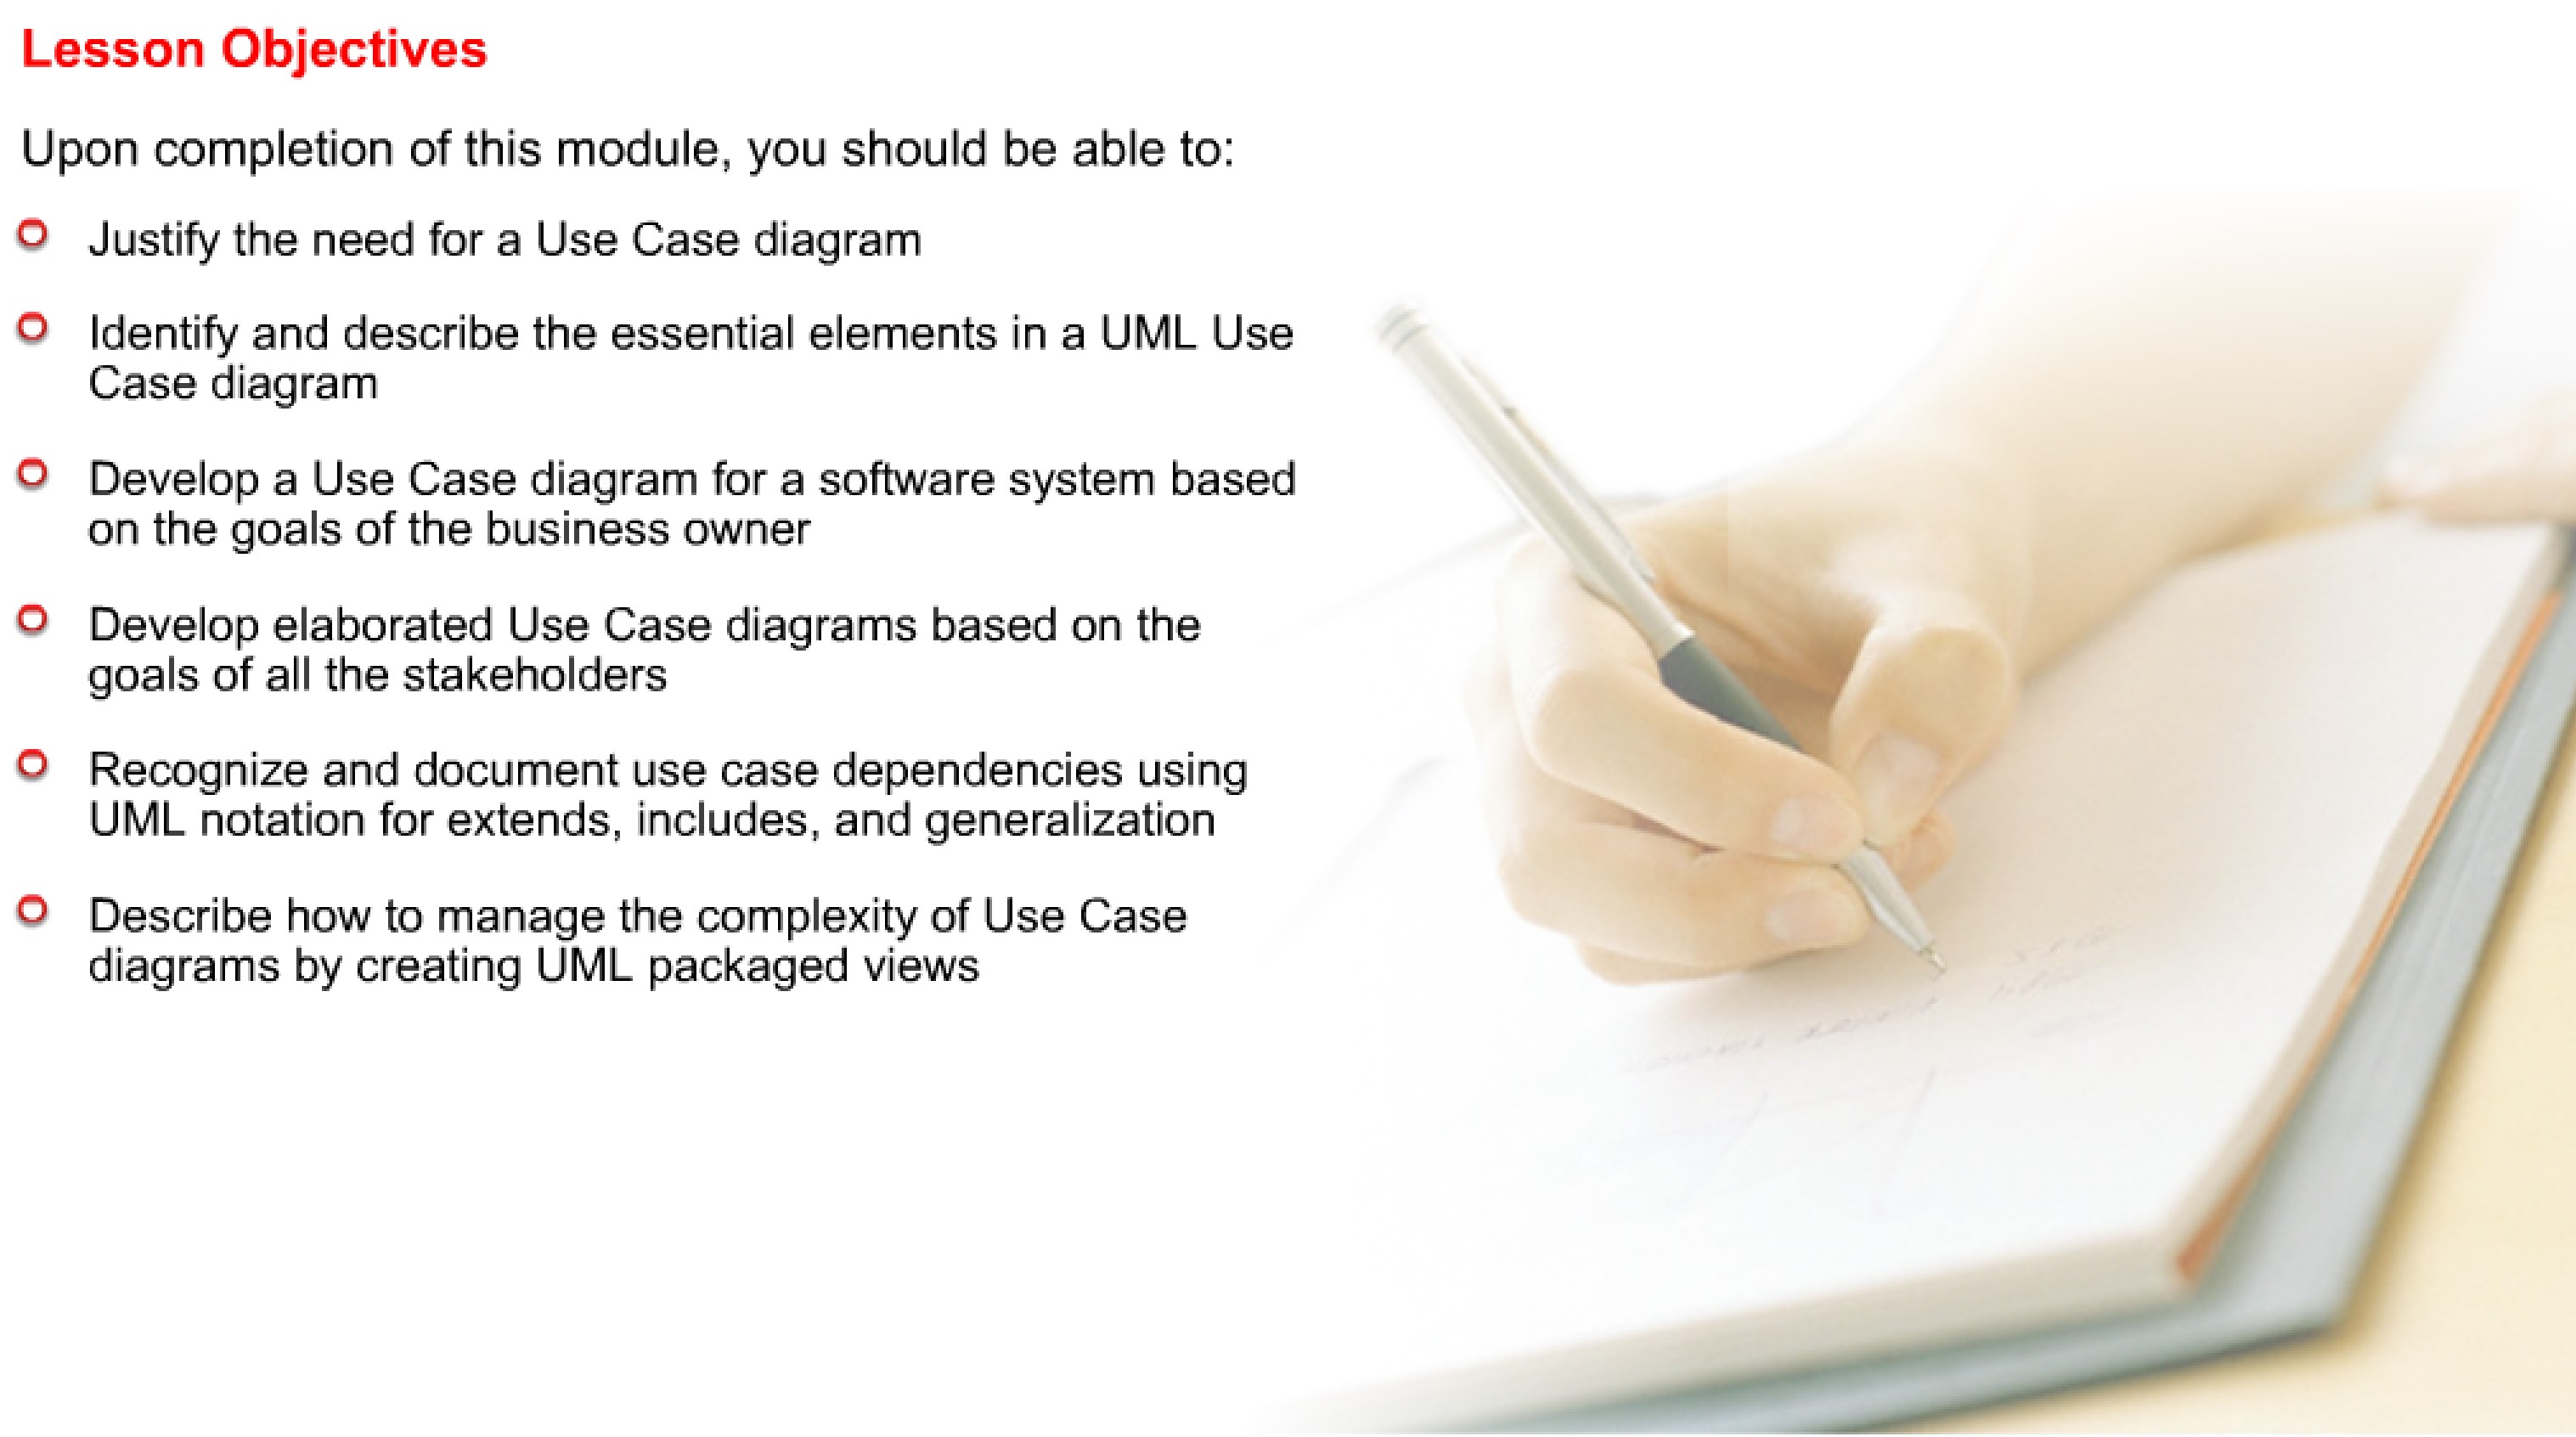 Lesson Objectives
Upon completion of this module, you should be able to:
Justify the need for a Use Case diagram
Identify and describe the essential elements in a UML Use
Case diagram
Develop a Use Case diagram for a software system based
on the goals of the business owner
Develop elaborated Use Case diagrams based on the
goals of all the stakeholders
Recognize and document use case dependencies using
UML notation for extends, includes, and generalization
Describe how to manage the complexity of Use Case
diagrams by creating UML packaged views